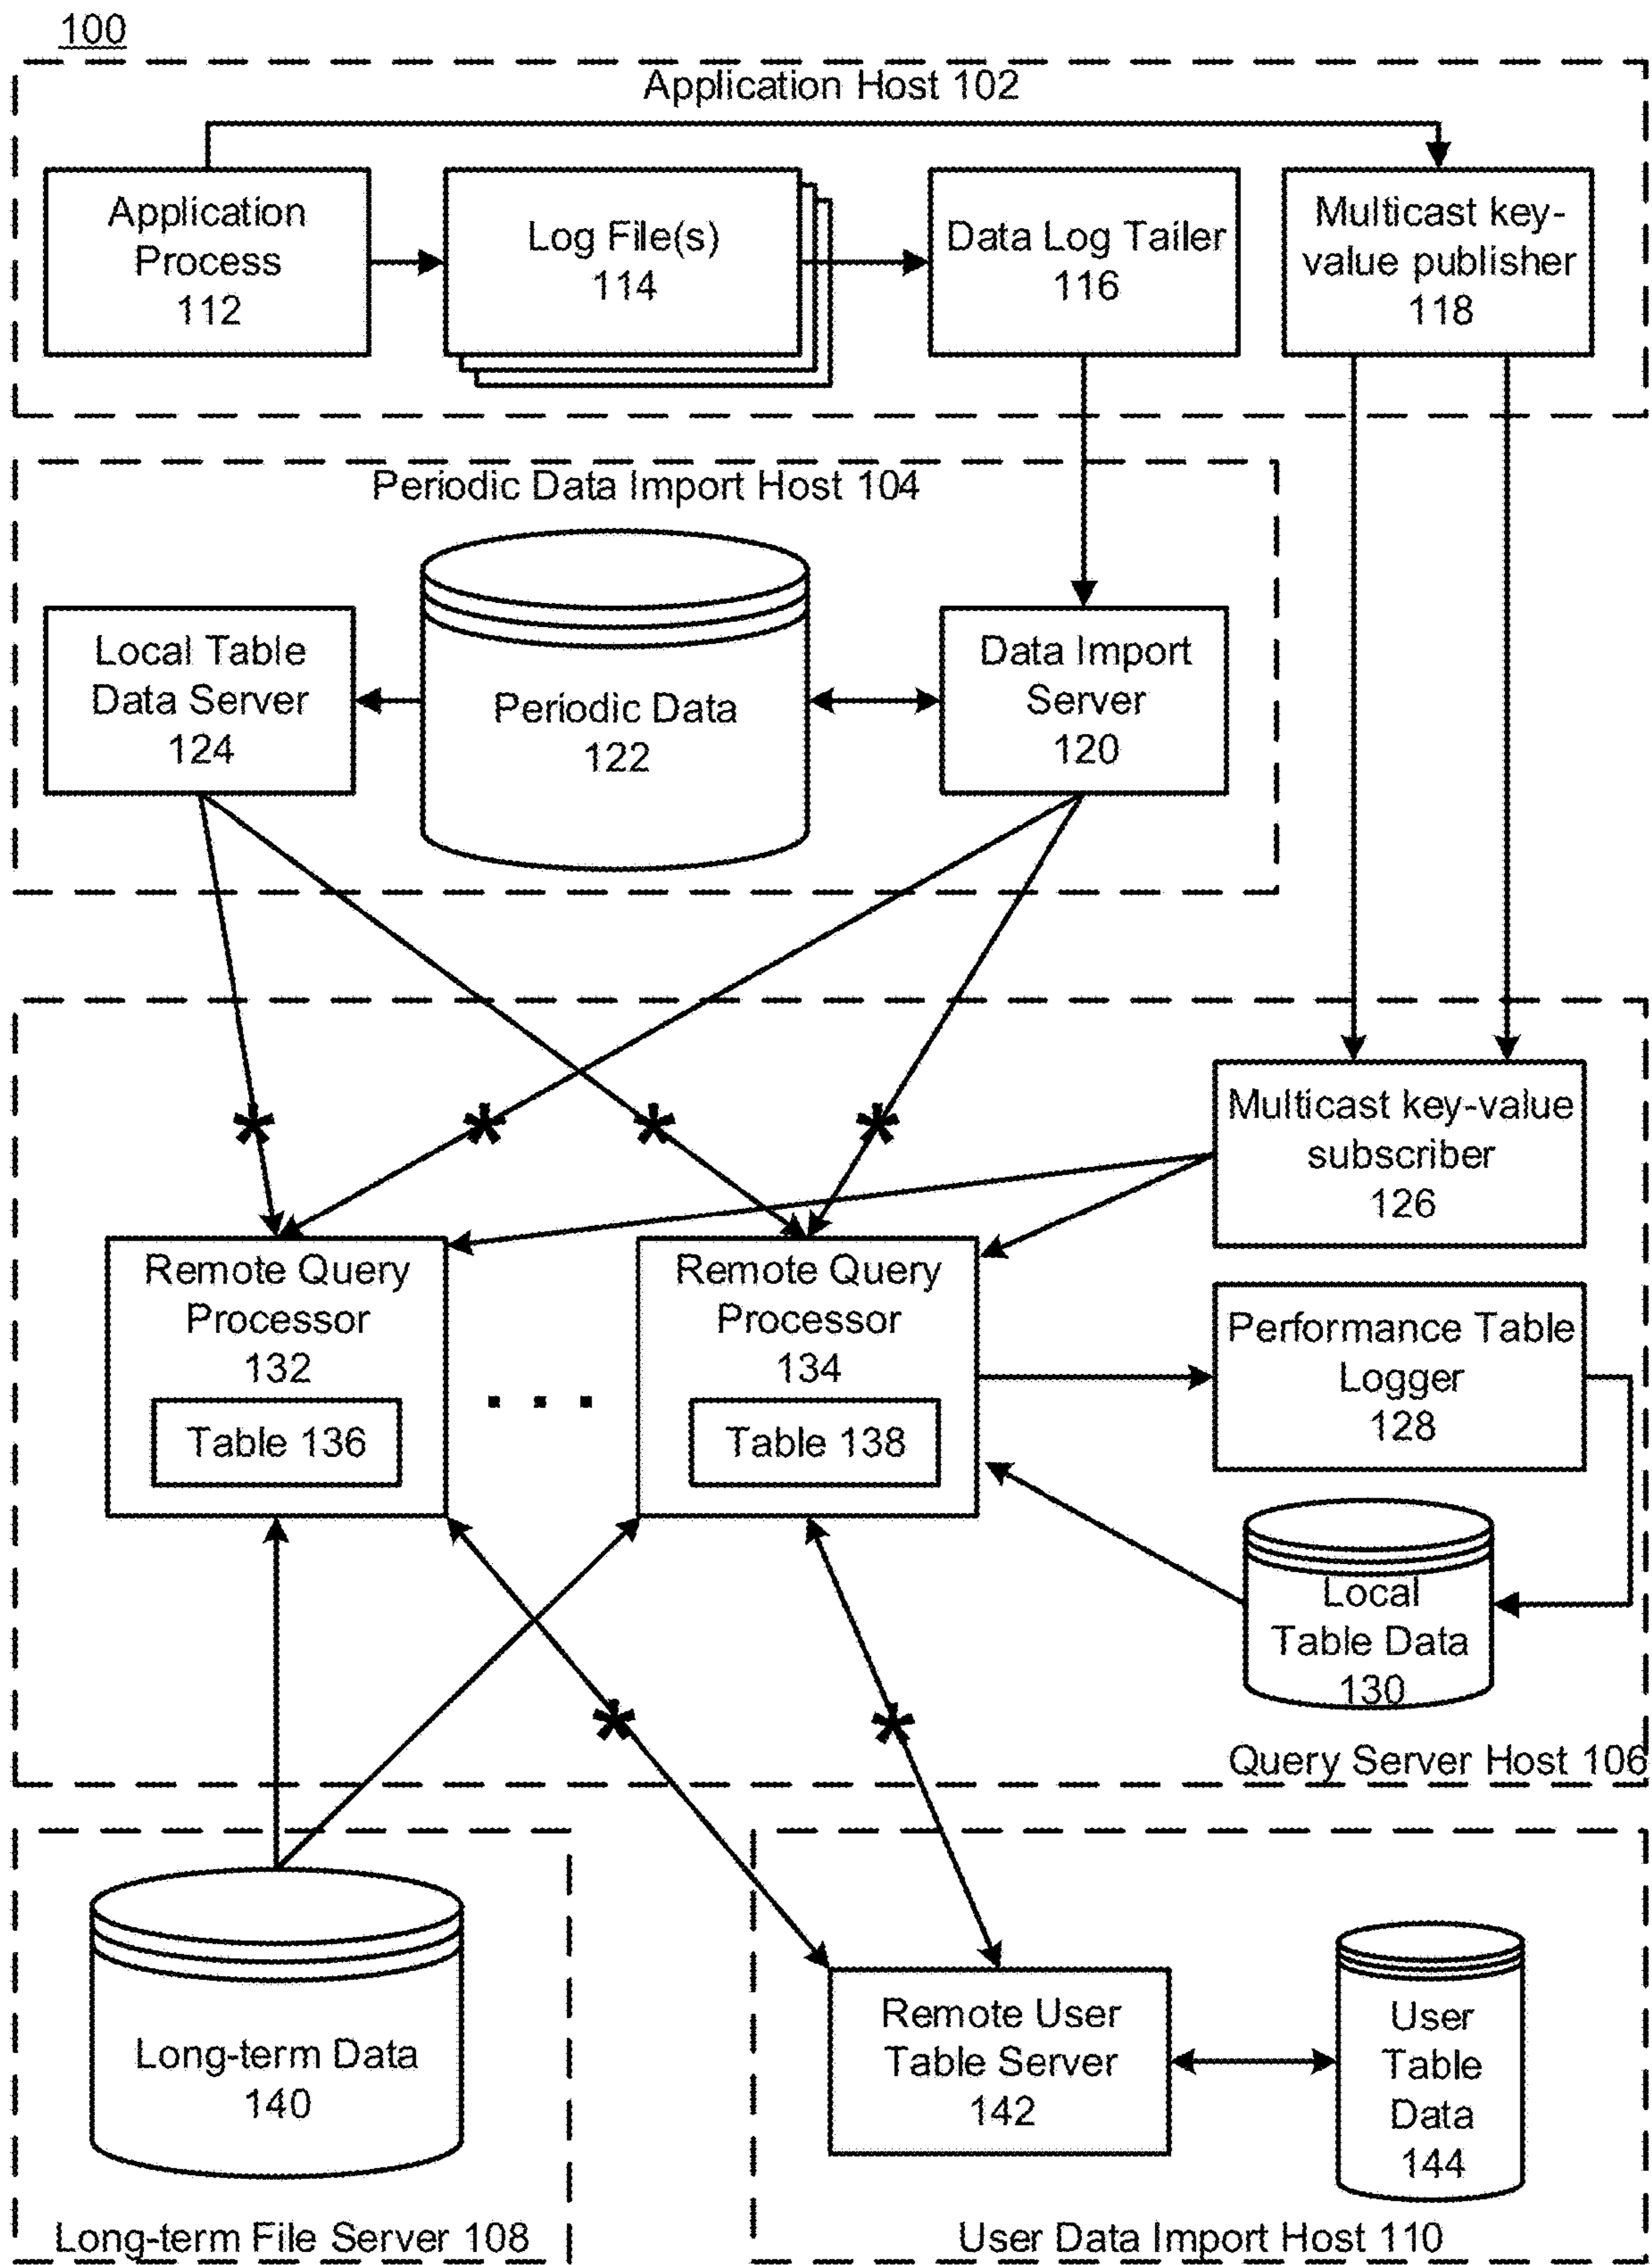 100
Application Host 102
Application
Process
112
Log File(s)
114
Data Log Tailer
116
Multicast key-
value publisher
118
Periodic Data Import Host 104
Local Table
Data Server
124
Periodic Data
122
Data Import
Server
120
*
*
*
*
Multicast key-value
subscriber
126
Remote Query
Processor
132
Table 136
. . .
Remote Query
Processor
134
Table 138
Performance Table
Logger
128
Local
Table Data
130
*
*
Query Server Host 106
Long-term Data
140
Long-term File Server 108
Remote User
Table Server
142
User
Table
Data
144
User Data Import Host 110